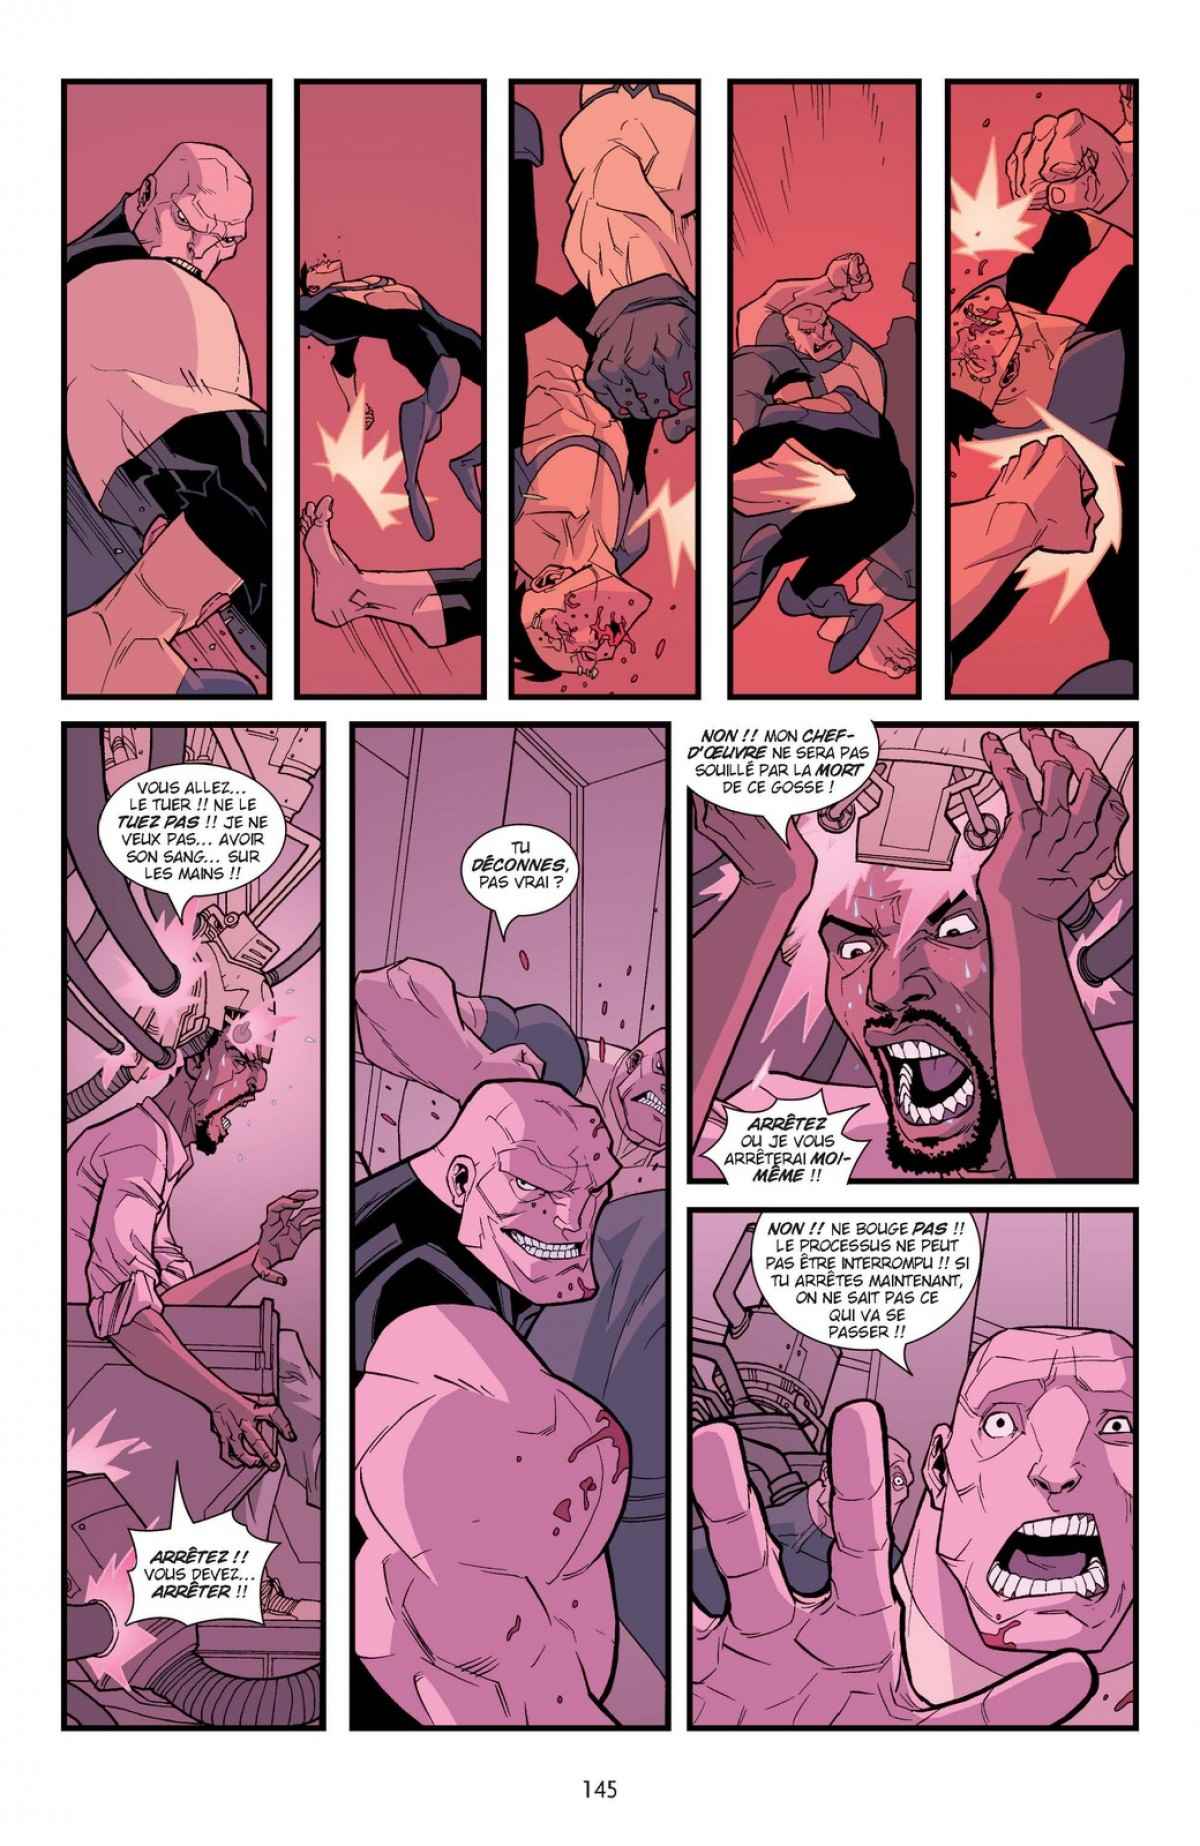 VOUS ALLEZ...
LE TUER !! NE LE
TUEZ PAS !! JE NE
VEUX PAS... AVOIR
SON SANG... SUR
LES MAINS !!
ARRÊTEZ !!
VOUS DEVEZ...
ARRÊTER !!
TU
DÉCONNES,
PAS VRAI ?
NON !! MON CHEF-
D'ŒUVRE NE SERA PAS
SOUILLÉ PAR LA MORT
DE CE GOSSE !
ARRÊTEZ
OU JE VOUS
ARRÊTERAI MOI-
MÊME !!
NON !! NE BOUGE PAS !!
LE PROCESSUS NE PEUT
PAS ÊTRE INTERROMPU !! SI
TU ARRÊTES MAINTENANT,
ON NE SAIT PAS CE
QUI VA SE
PASSER !!
145